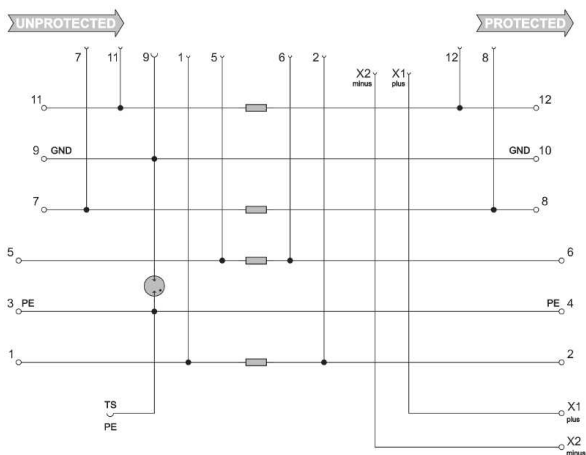 UNPROTECTED PROTECTED
7 11 9 1 5 6 2 X2 X1 12 8
minus plus
11 12
9 GND GND 10
7 8
5 6
3 PE PE 4
1 2
TS X1
PE plus
X2
minus